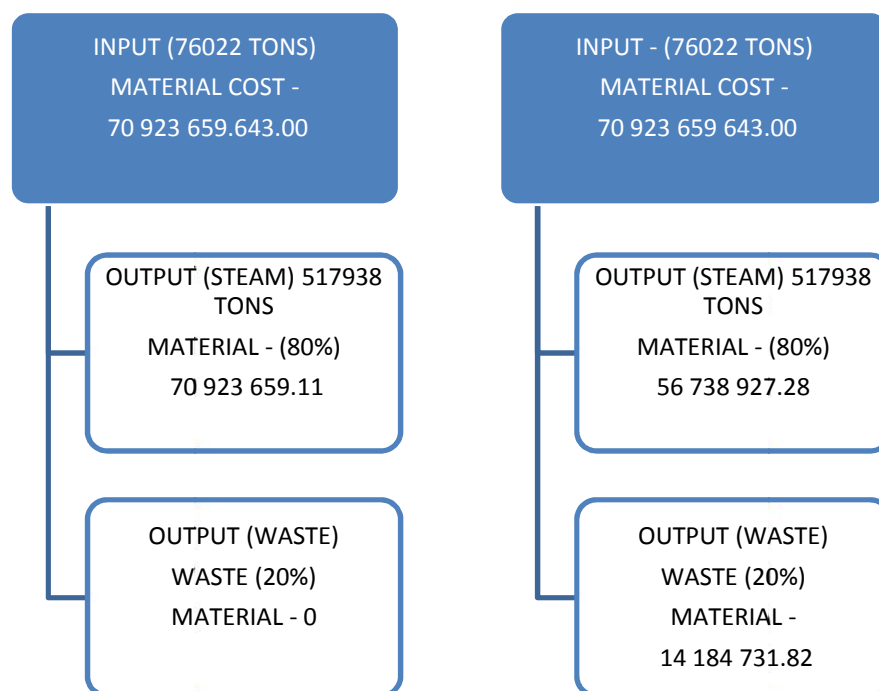 INPUT (76022 TONS)
MATERIAL COST -
70 923 659.643.00
OUTPUT (STEAM) 517938
TONS
MATERIAL - (80%)
70 923 659.11
OUTPUT (WASTE)
WASTE (20%)
MATERIAL - 0
INPUT - (76022 TONS)
MATERIAL COST -
70 923 659 643.00
OUTPUT (STEAM) 517938
TONS
MATERIAL - (80%)
56 738 927.28
OUTPUT (WASTE)
WASTE (20%)
MATERIAL -
14 184 731.82